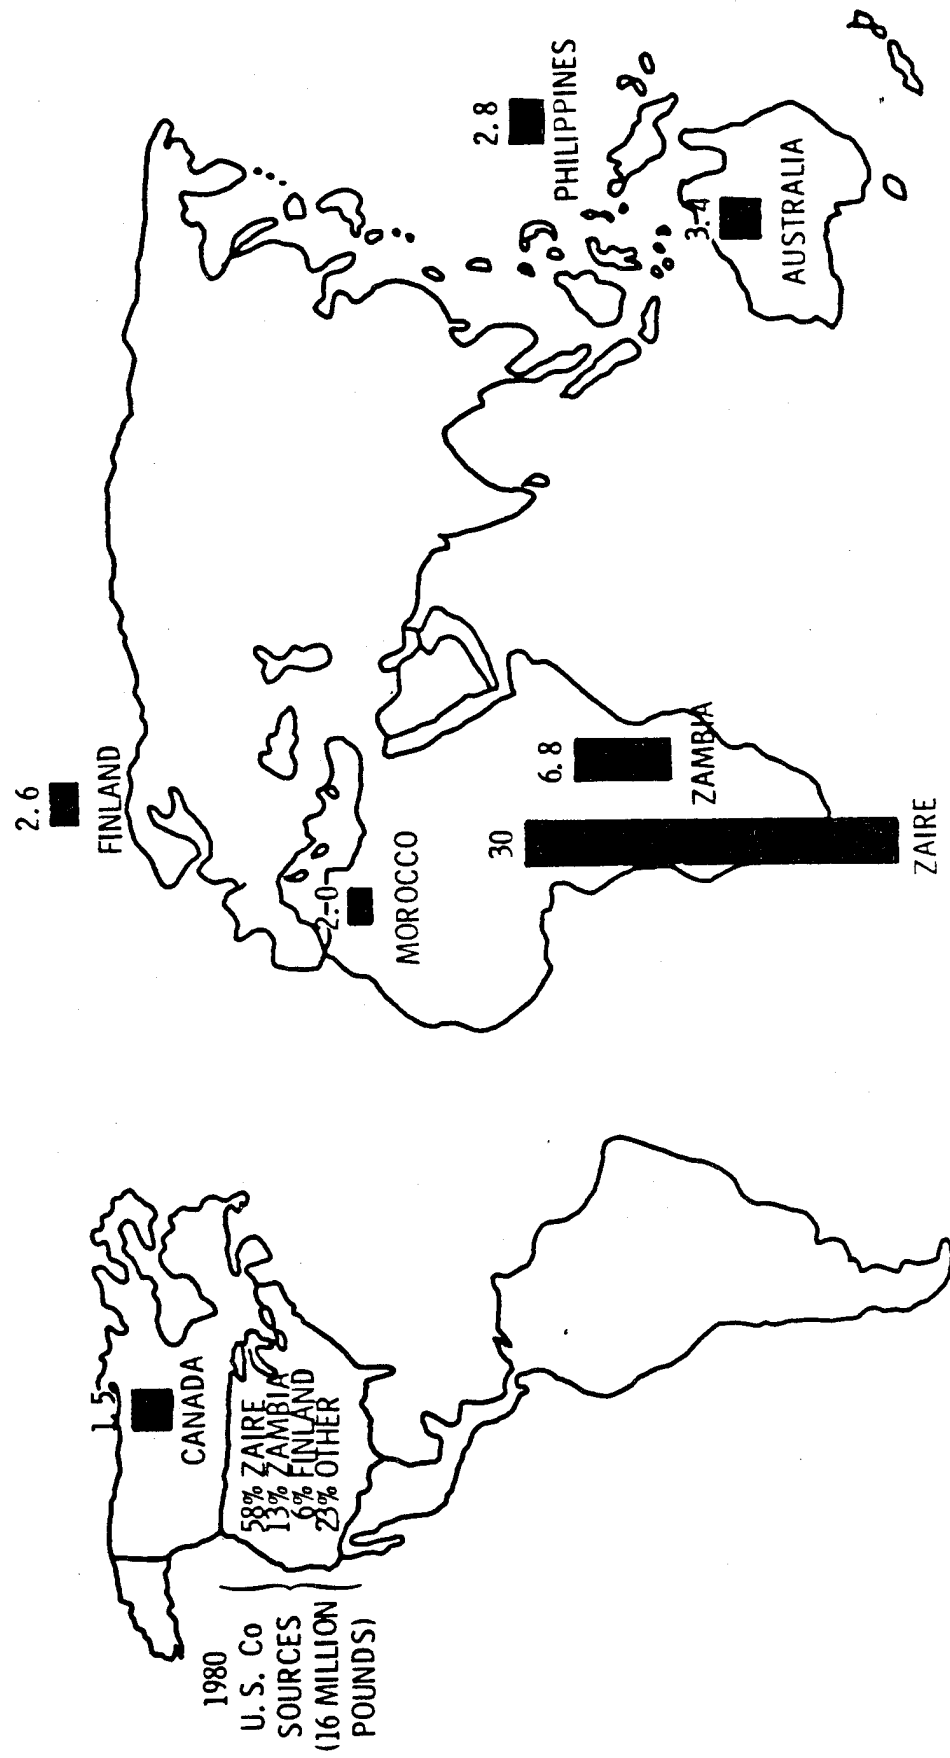 1.5
CANADA
58% ZAIRE
13% ZAMBIA
6% FINLAND
23% OTHER
1980
U.S. Co
SOURCES
(16 MILLION
POUNDS)
2.6
FINLAND
2.0
MOROCCO
30
ZAIRE
6.8
ZAMBIA
2.8
PHILIPPINES
3.4
AUSTRALIA